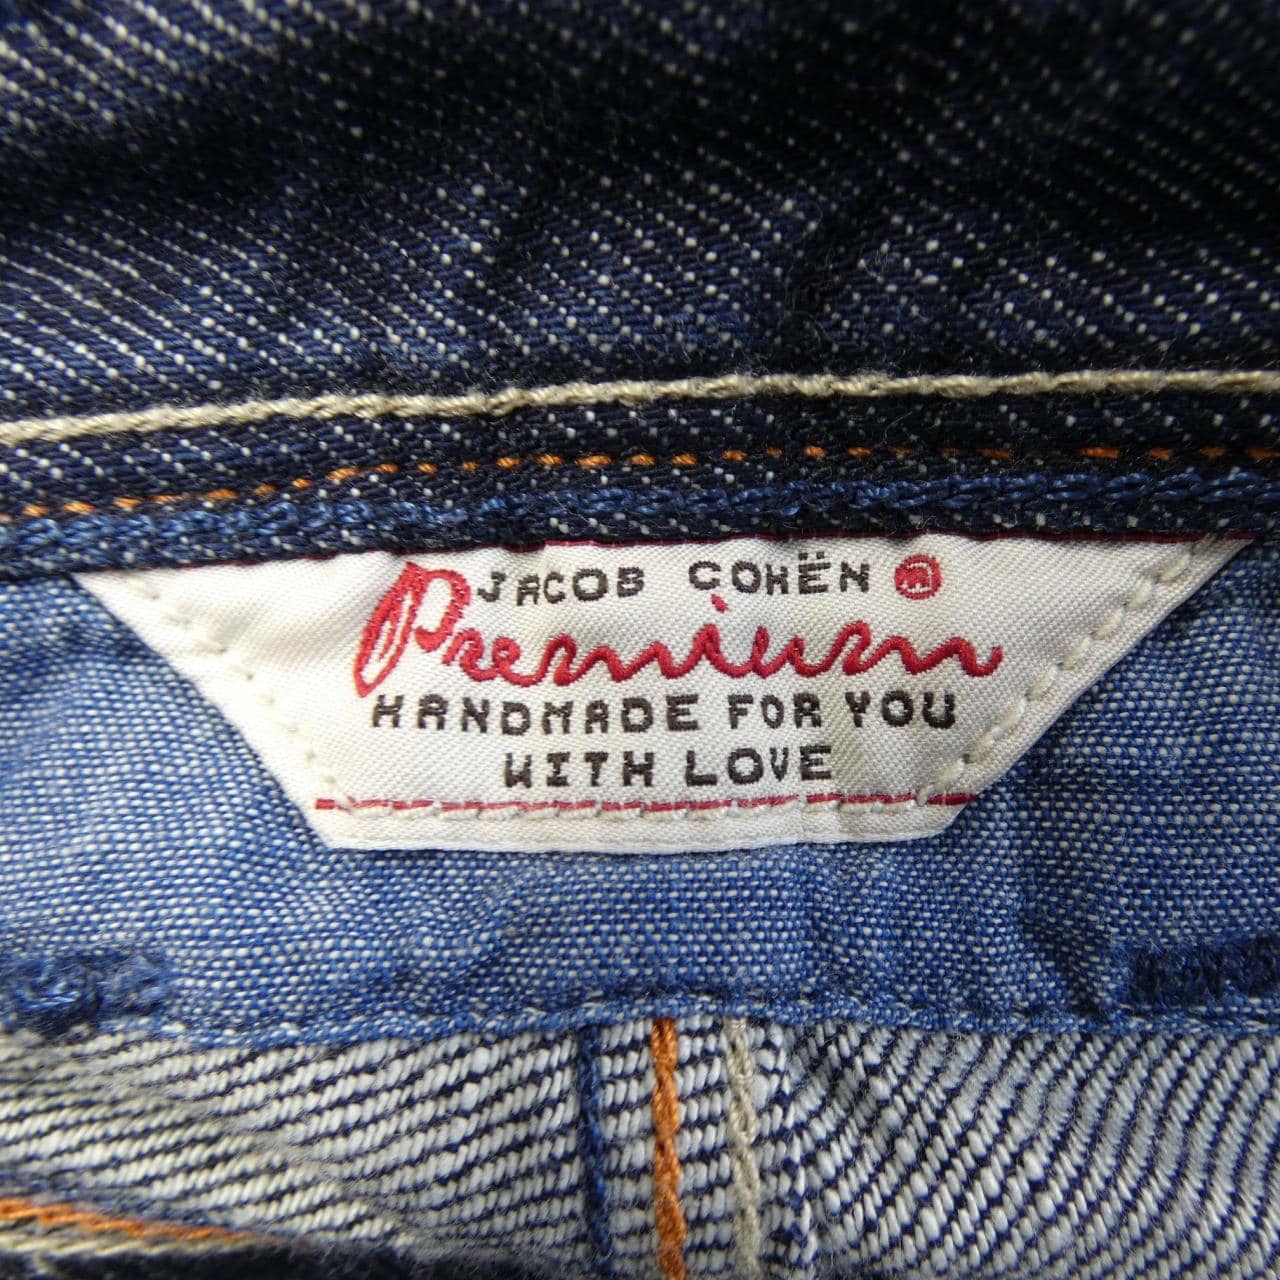 JACOB COHËN ⓜ
Premium
HANDMADE FOR YOU
WITH LOVE